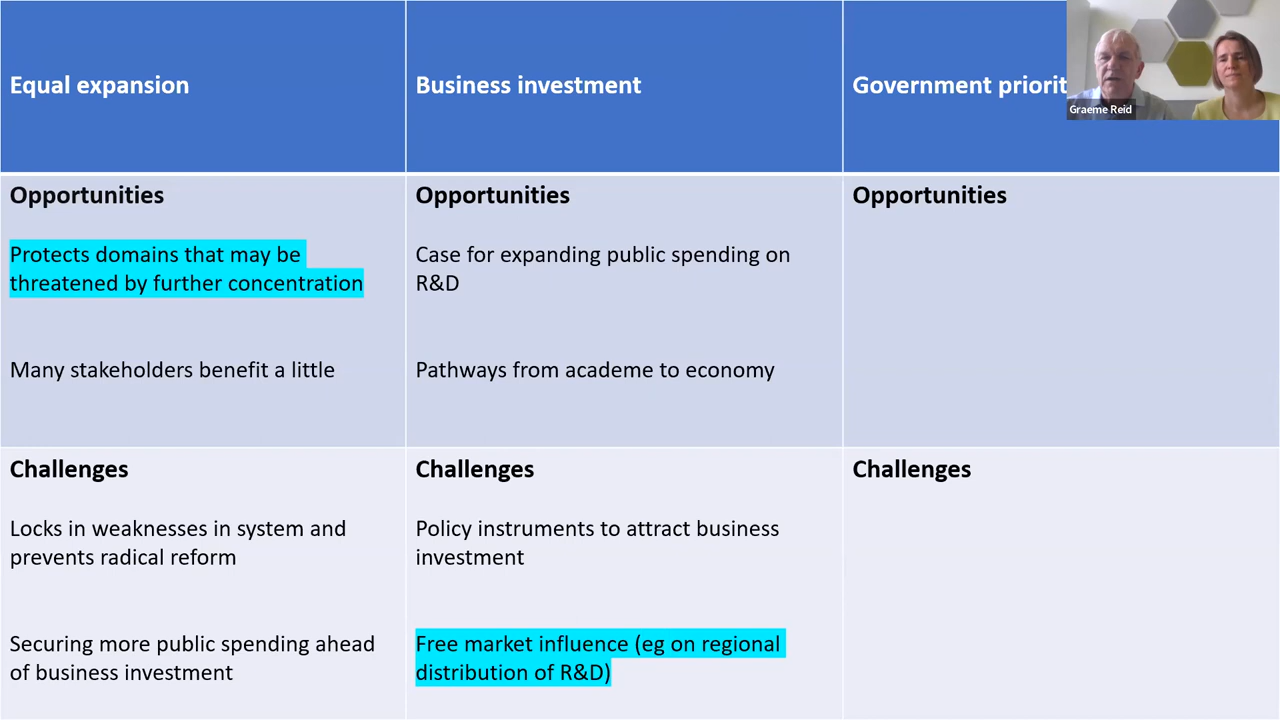 Equal expansion
Business investment
Government priorit
Graeme Reid
Opportunities
Protects domains that may be
threatened by further concentration
Many stakeholders benefit a little
Opportunities
Case for expanding public spending on
R&D
Pathways from academe to economy
Opportunities
Challenges
Locks in weaknesses in system and
prevents radical reform
Securing more public spending ahead
of business investment
Challenges
Policy instruments to attract business
investment
Free market influence (eg on regional
distribution of R&D)
Challenges